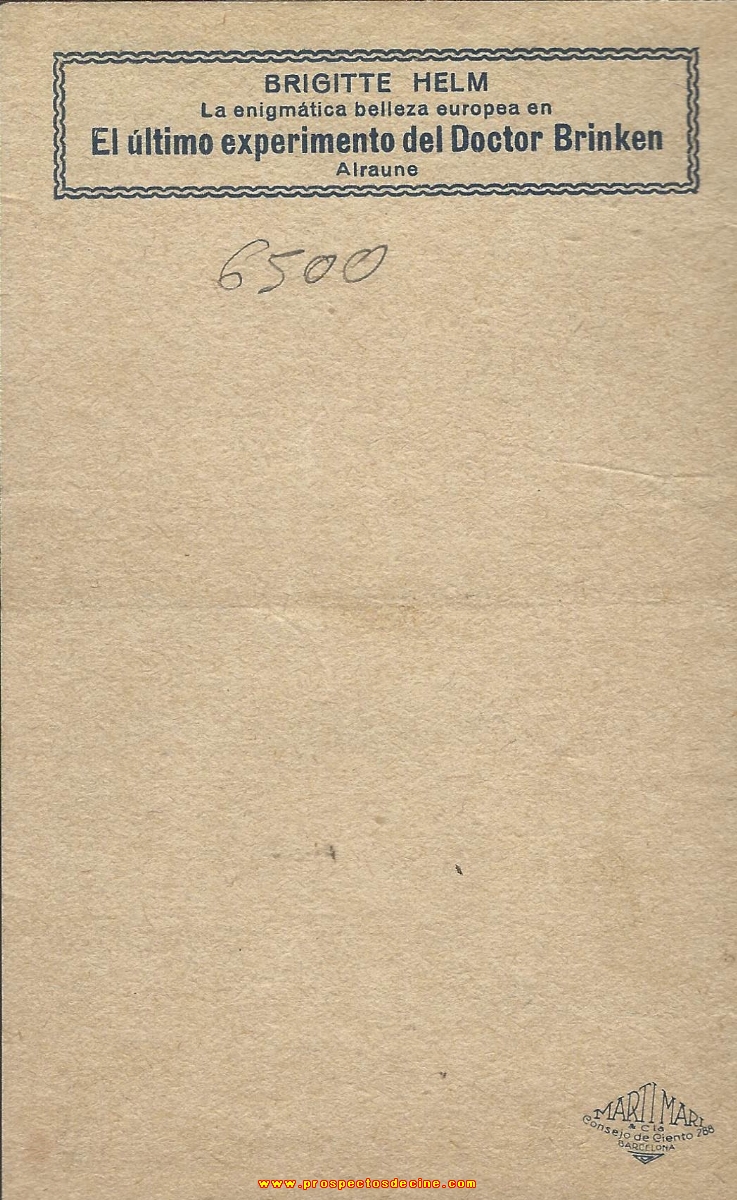 BRIGITTE HELM
La enigmática belleza europea en
El último experimento del Doctor Brinken
Alraune
6500
MARTI MARI
& Cia
Consejo de Ciento 288
BARCELONA
www.prospectosdecine.com